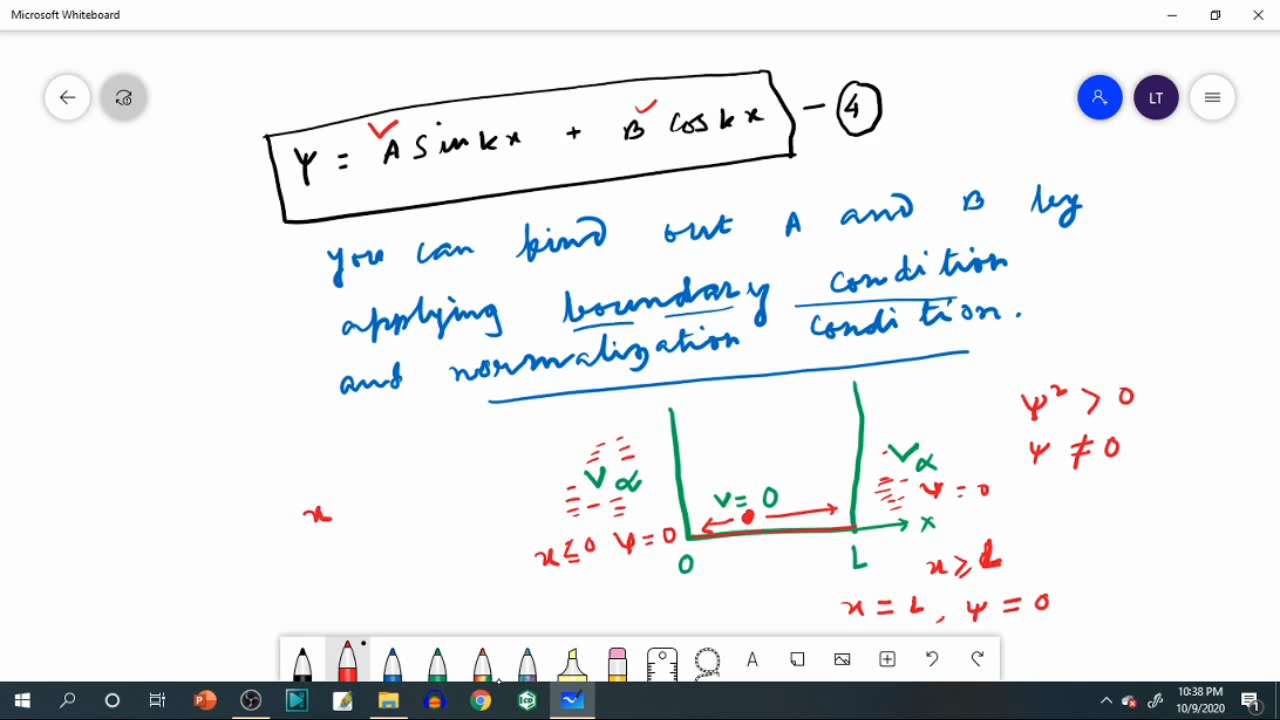 Microsoft Whiteboard
LT
ψ = A Sin kx + B Cos kx - 4
you can find out A and B by
applying boundary condition
and normalization condition.
ψ² > 0
ψ ≠ 0
V α
V α
V = 0
ψ = 0
x
x ≤ 0 ψ = 0
x
0
L
x ≥ L
x = L, ψ = 0
A
10:38 PM
10/9/2020